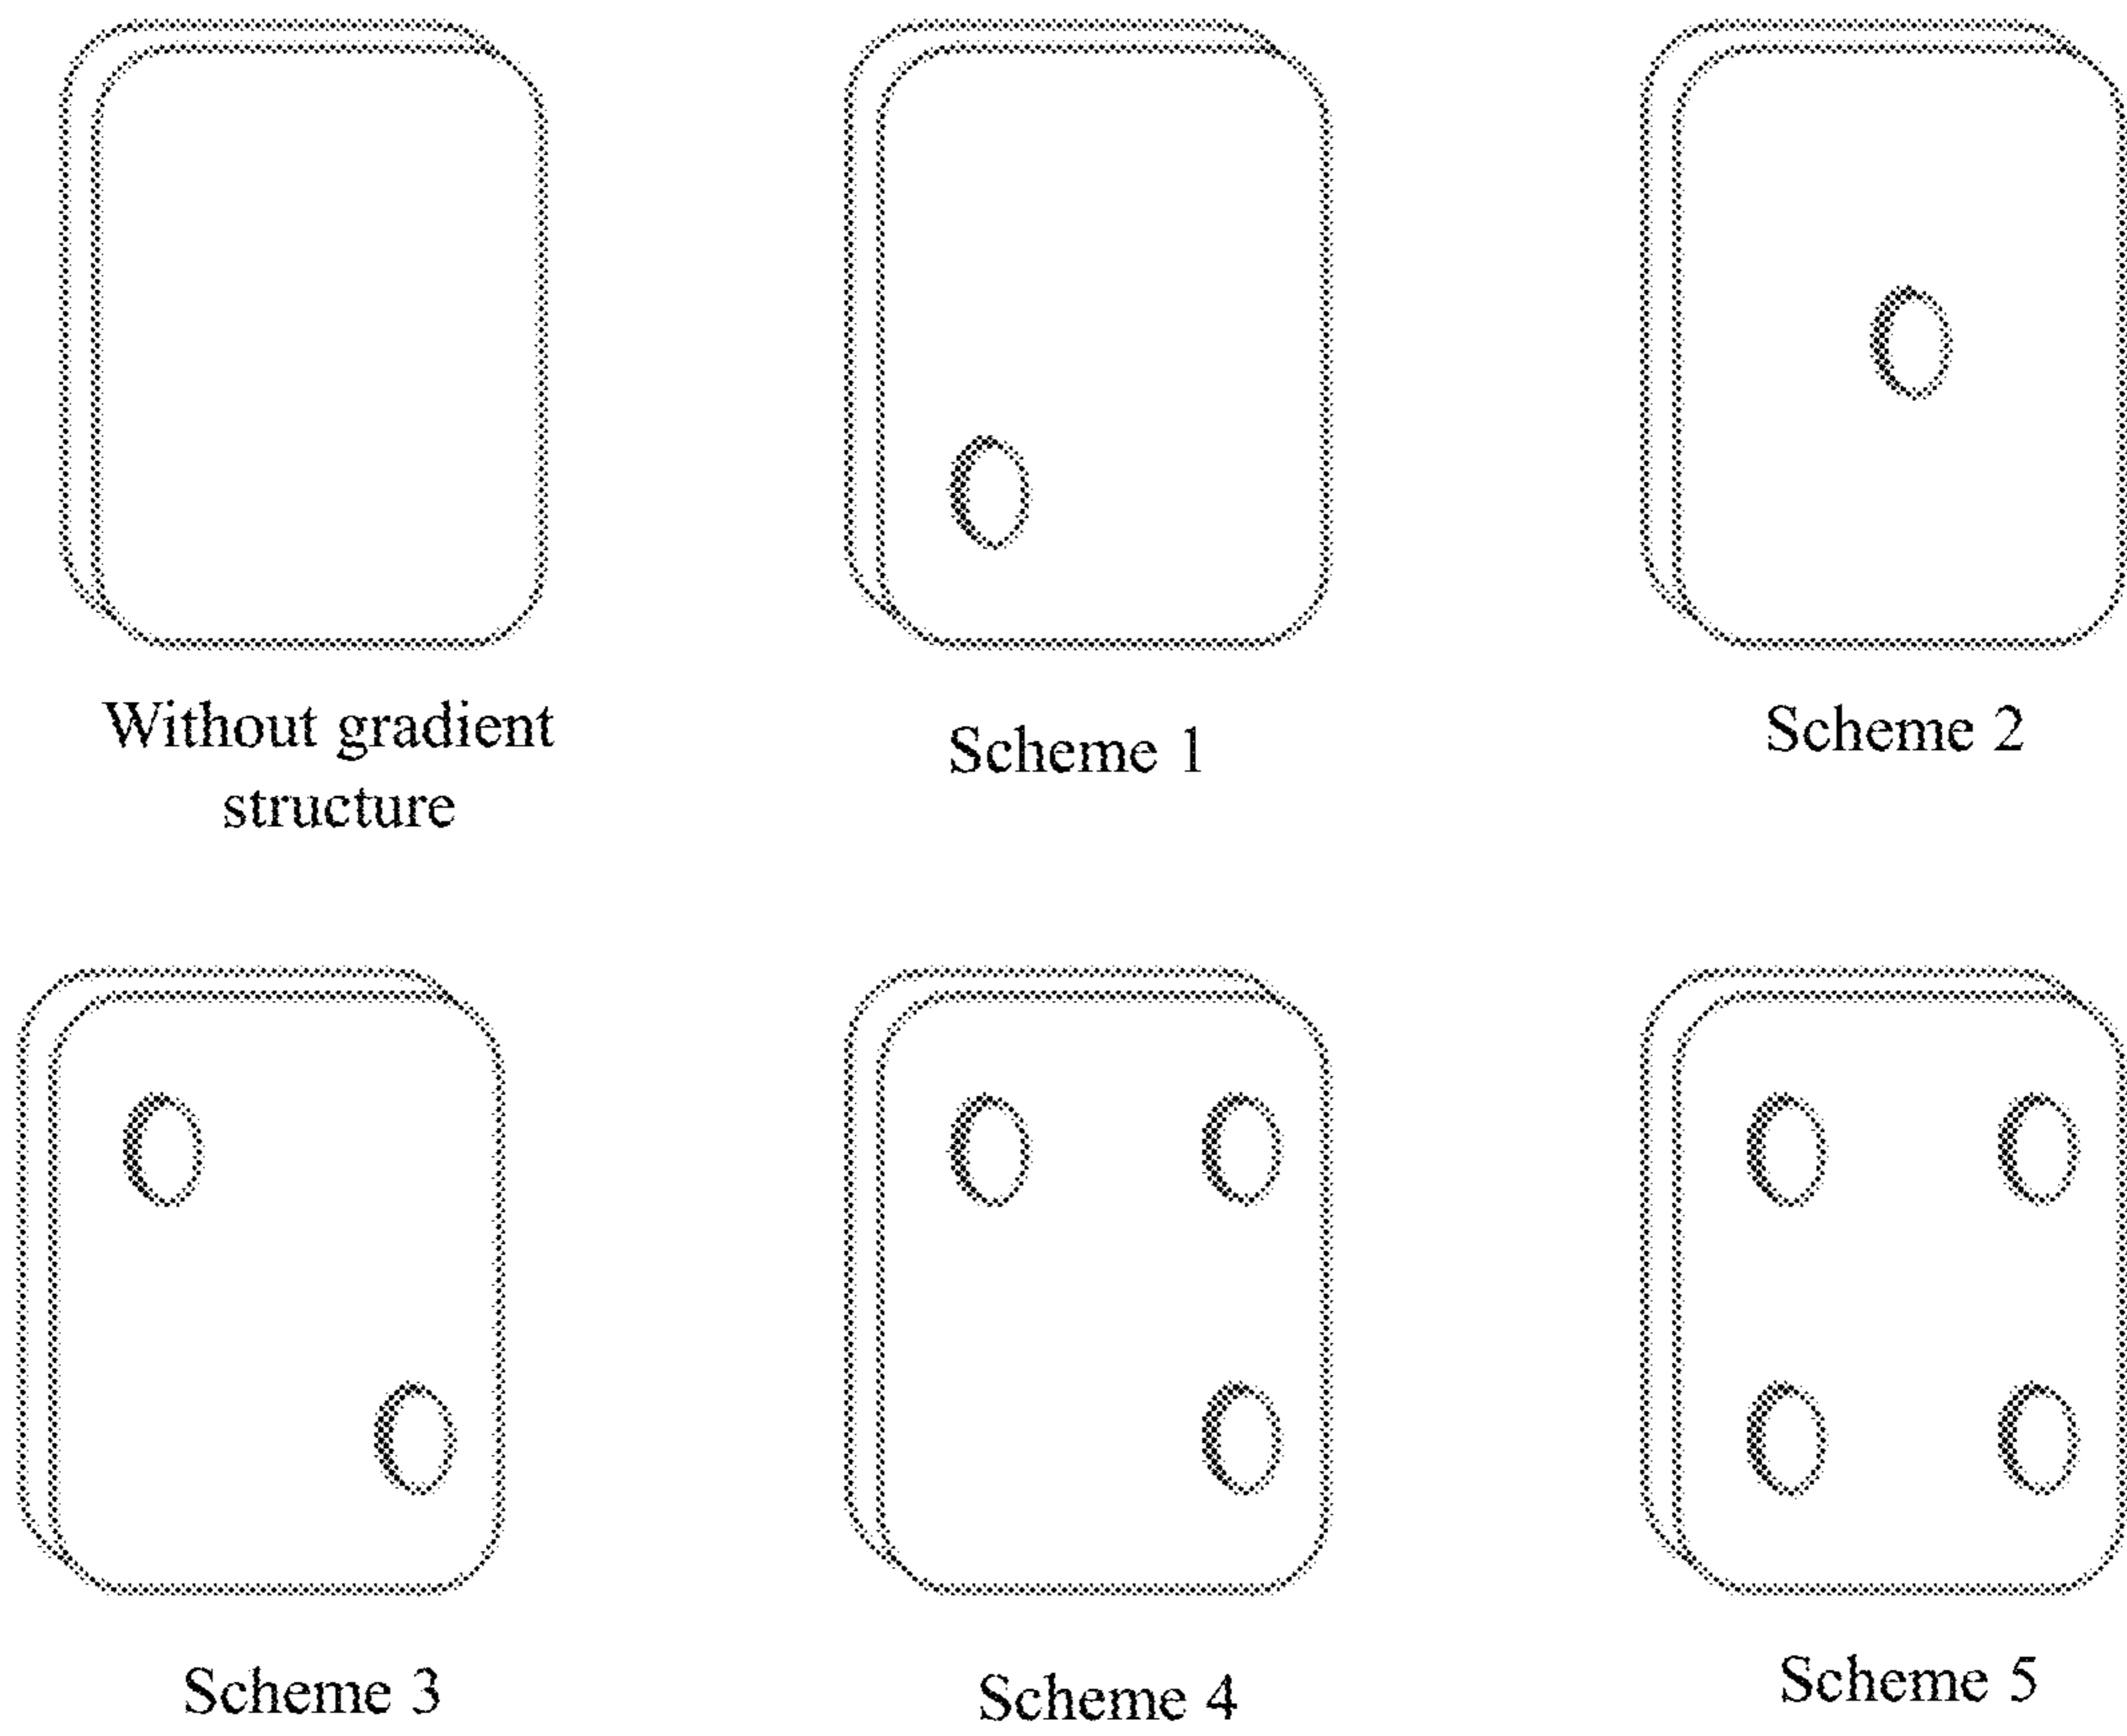 Without gradient
structure
Scheme 1
Scheme 2
Scheme 3
Scheme 4
Scheme 5